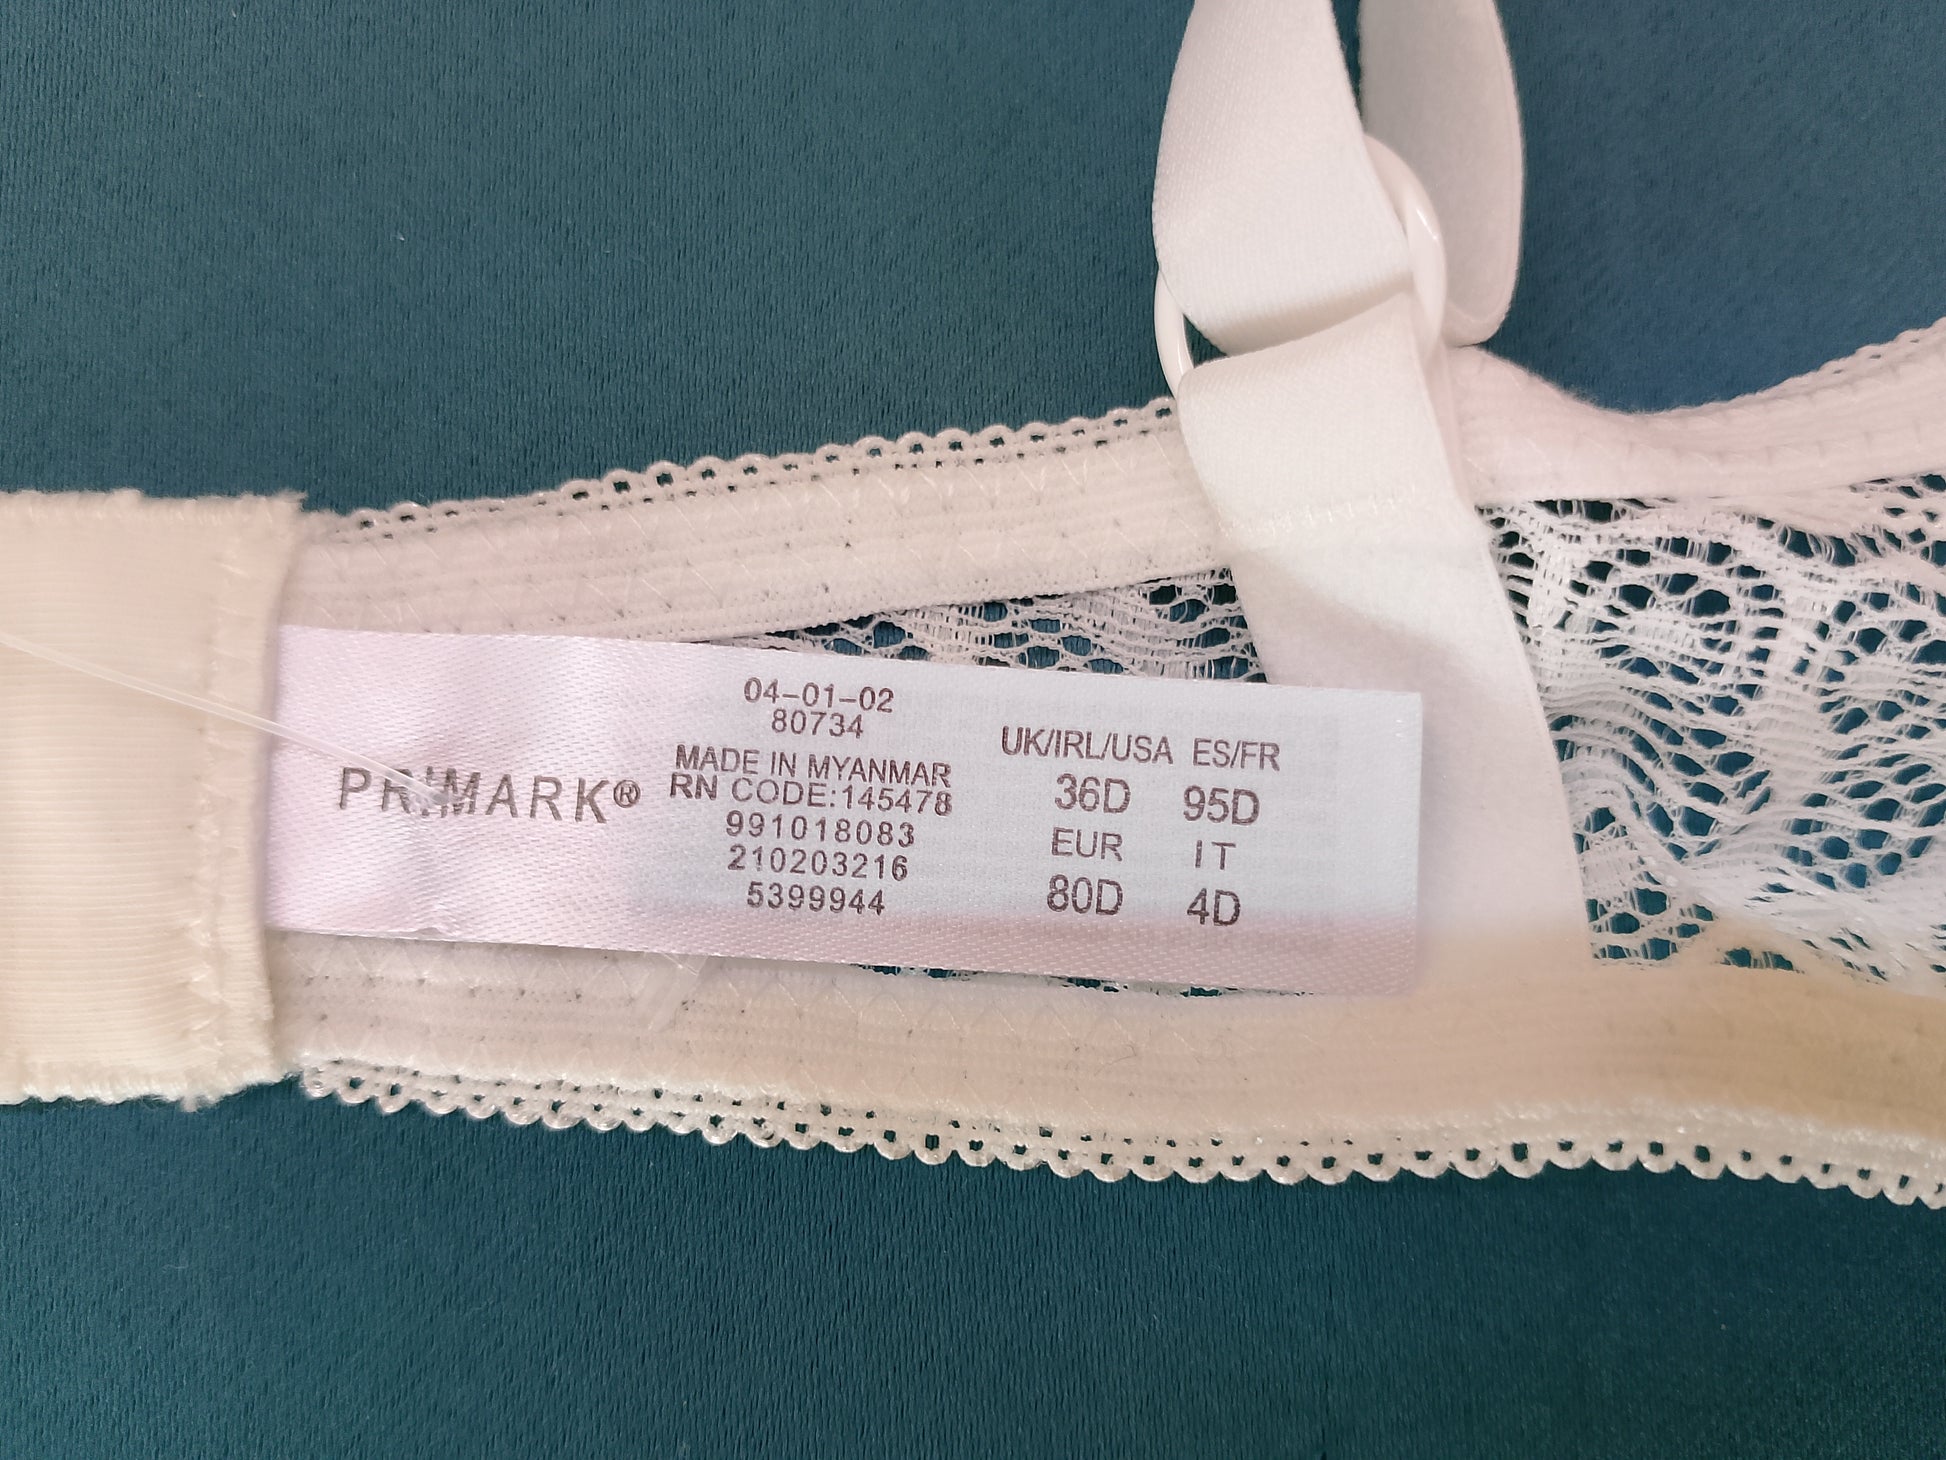 PRIMARK®
04-01-02
80734
MADE IN MYANMAR
RN CODE:145478
991018083
210203216
5399944
UK/IRL/USA ES/FR
36D 95D
EUR IT
80D 4D